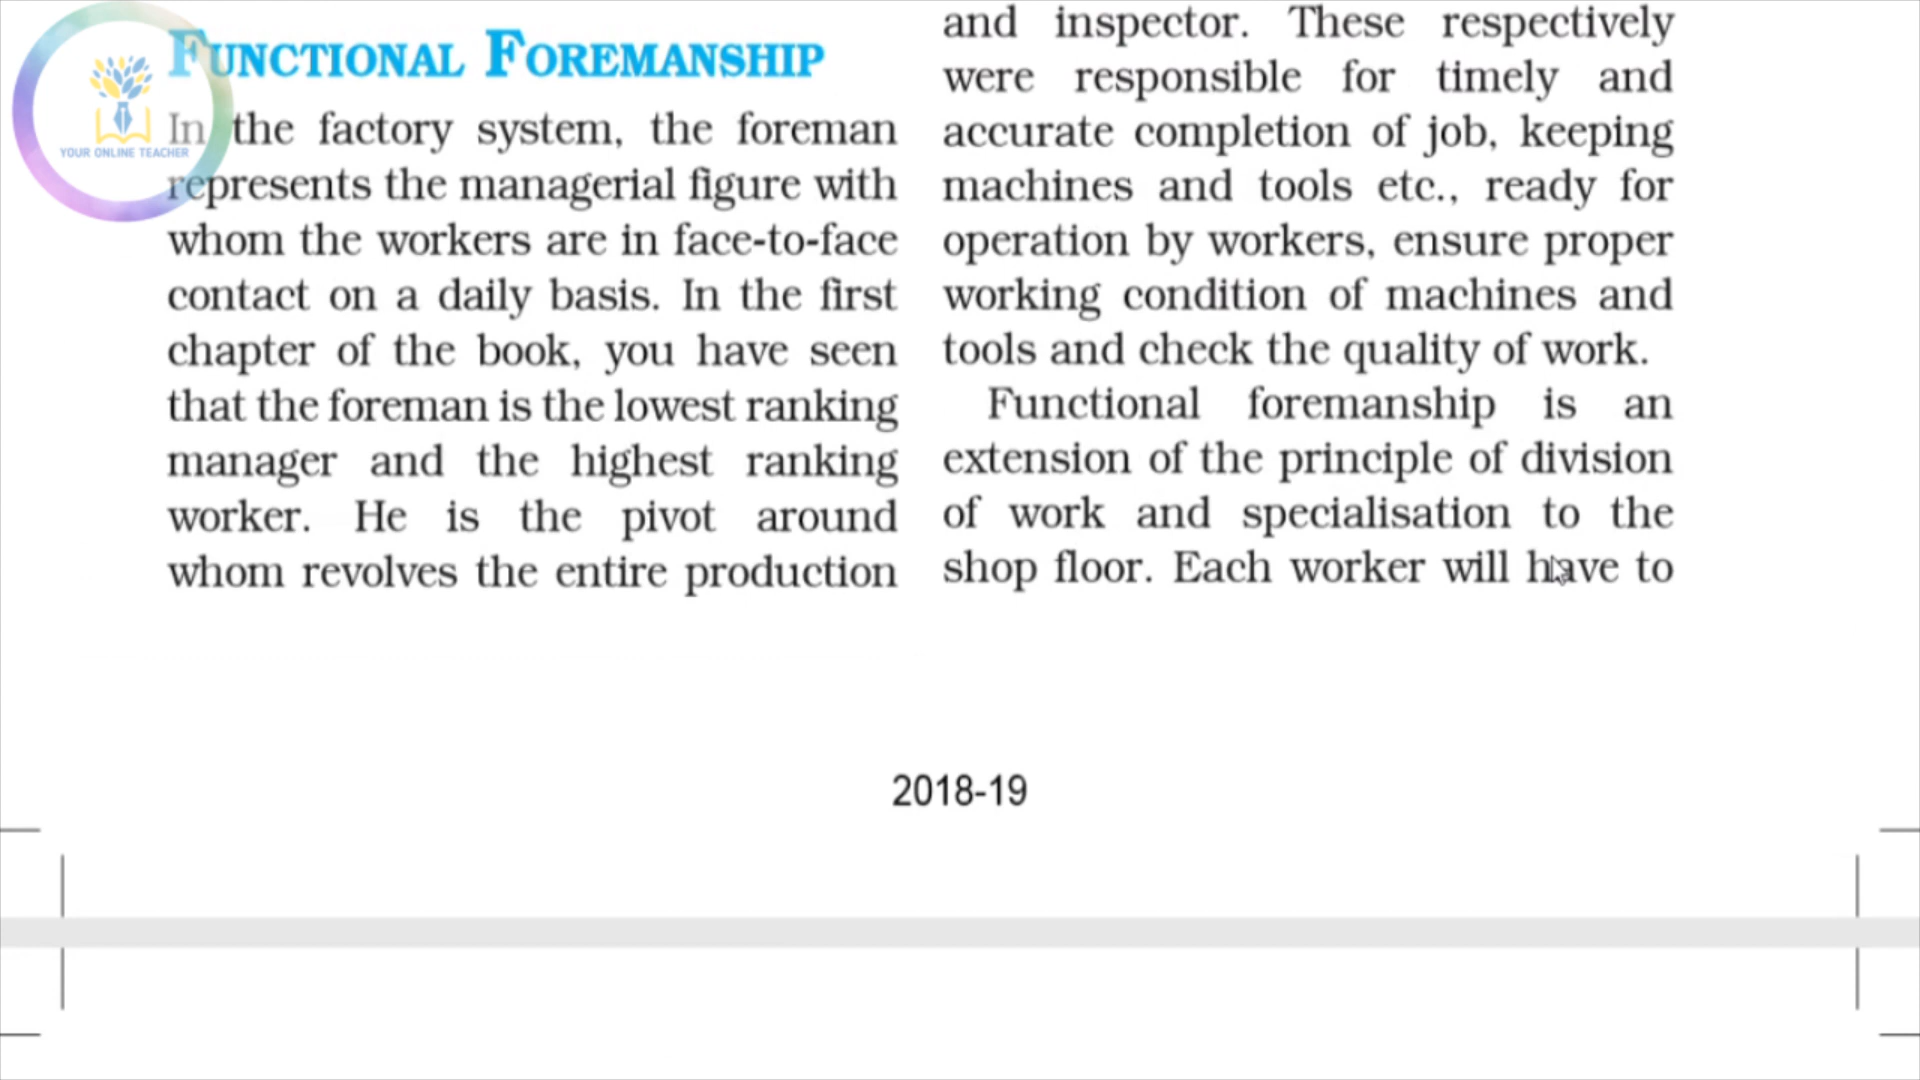 FUNCTIONAL FOREMANSHIP
In the factory system, the foreman
represents the managerial figure with
whom the workers are in face-to-face
contact on a daily basis. In the first
chapter of the book, you have seen
that the foreman is the lowest ranking
manager and the highest ranking
worker. He is the pivot around
whom revolves the entire production
and inspector. These respectively
were responsible for timely and
accurate completion of job, keeping
machines and tools etc., ready for
operation by workers, ensure proper
working condition of machines and
tools and check the quality of work.
Functional foremanship is an
extension of the principle of division
of work and specialisation to the
shop floor. Each worker will have to
2018-19
YOUR ONLINE TEACHER